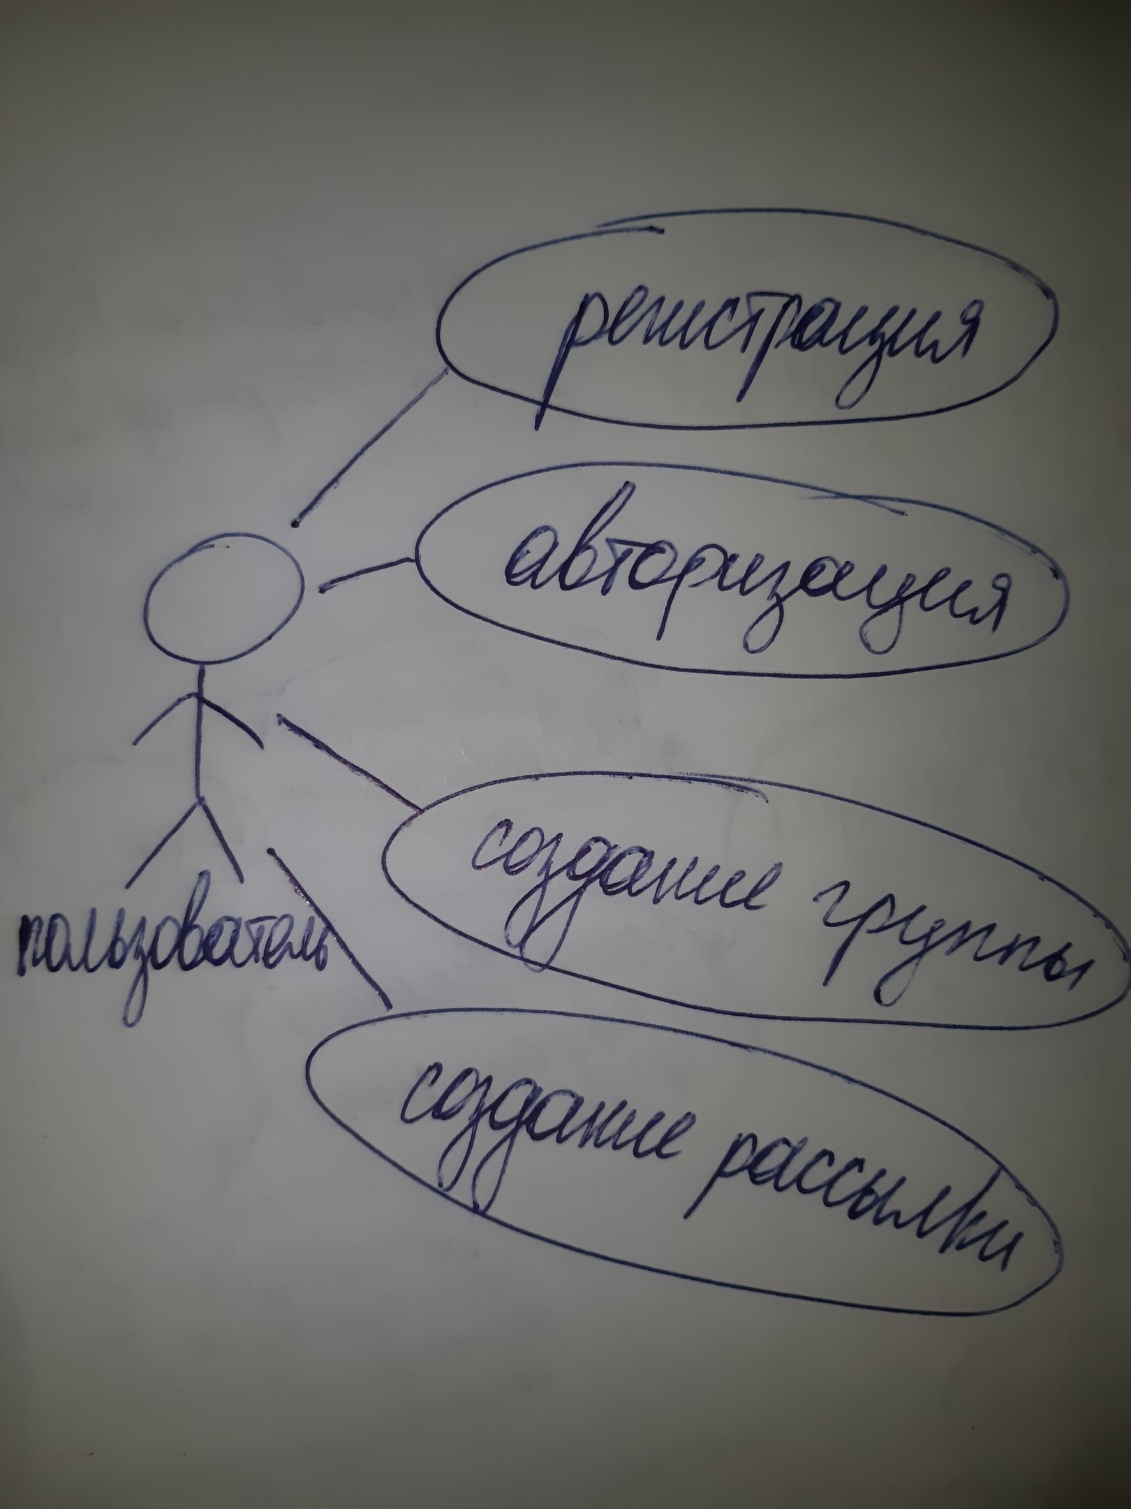 регистрация
авторизация
создание группы
пользователь
создание рассылки